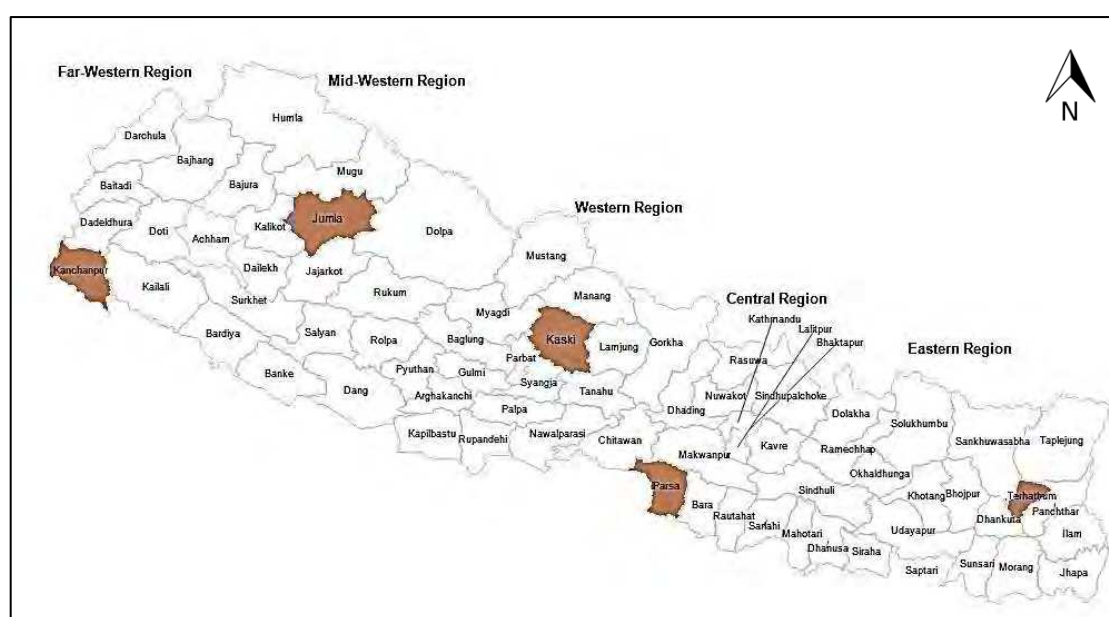 Far-Western Region
Mid-Western Region
N
Humla
Darchula
Bajhang
Mugu
Baitadi
Bajura
Western Region
Dadeldhura
Jumla
Doti
Kalikot
Achham
Dolpa
Mustang
Kanchanpur
Dailekh
Jajarkot
Kailali
Surkhet
Rukum
Manang
Central Region
Kathmandu
Lalitpur
Bhaktapur
Myagdi
Bardiya
Salyan
Rolpa
Baglung
Kaski
Lamjung
Gorkha
Eastern Region
Parbat
Rasuwa
Banke
Pyuthan
Gulmi
Dang
Syangja
Tanahu
Nuwakot
Sindhupalchoke
Arghakanchi
Palpa
Dhading
Dolakha
Solukhumbu
Kapilbastu
Rupandehi
Nawalparasi
Chitawan
Sankhuwasabha
Taplejung
Makwanpur
Kavre
Ramechhap
Okhaldhunga
Parsa
Sindhuli
Khotang
Bhojpur
Terhathum
Bara
Panchthar
Rautahat
Sarlahi
Dhankuta
Mahotari
Udayapur
Ilam
Dhanusa
Siraha
Saptari
Sunsari
Morang
Jhapa